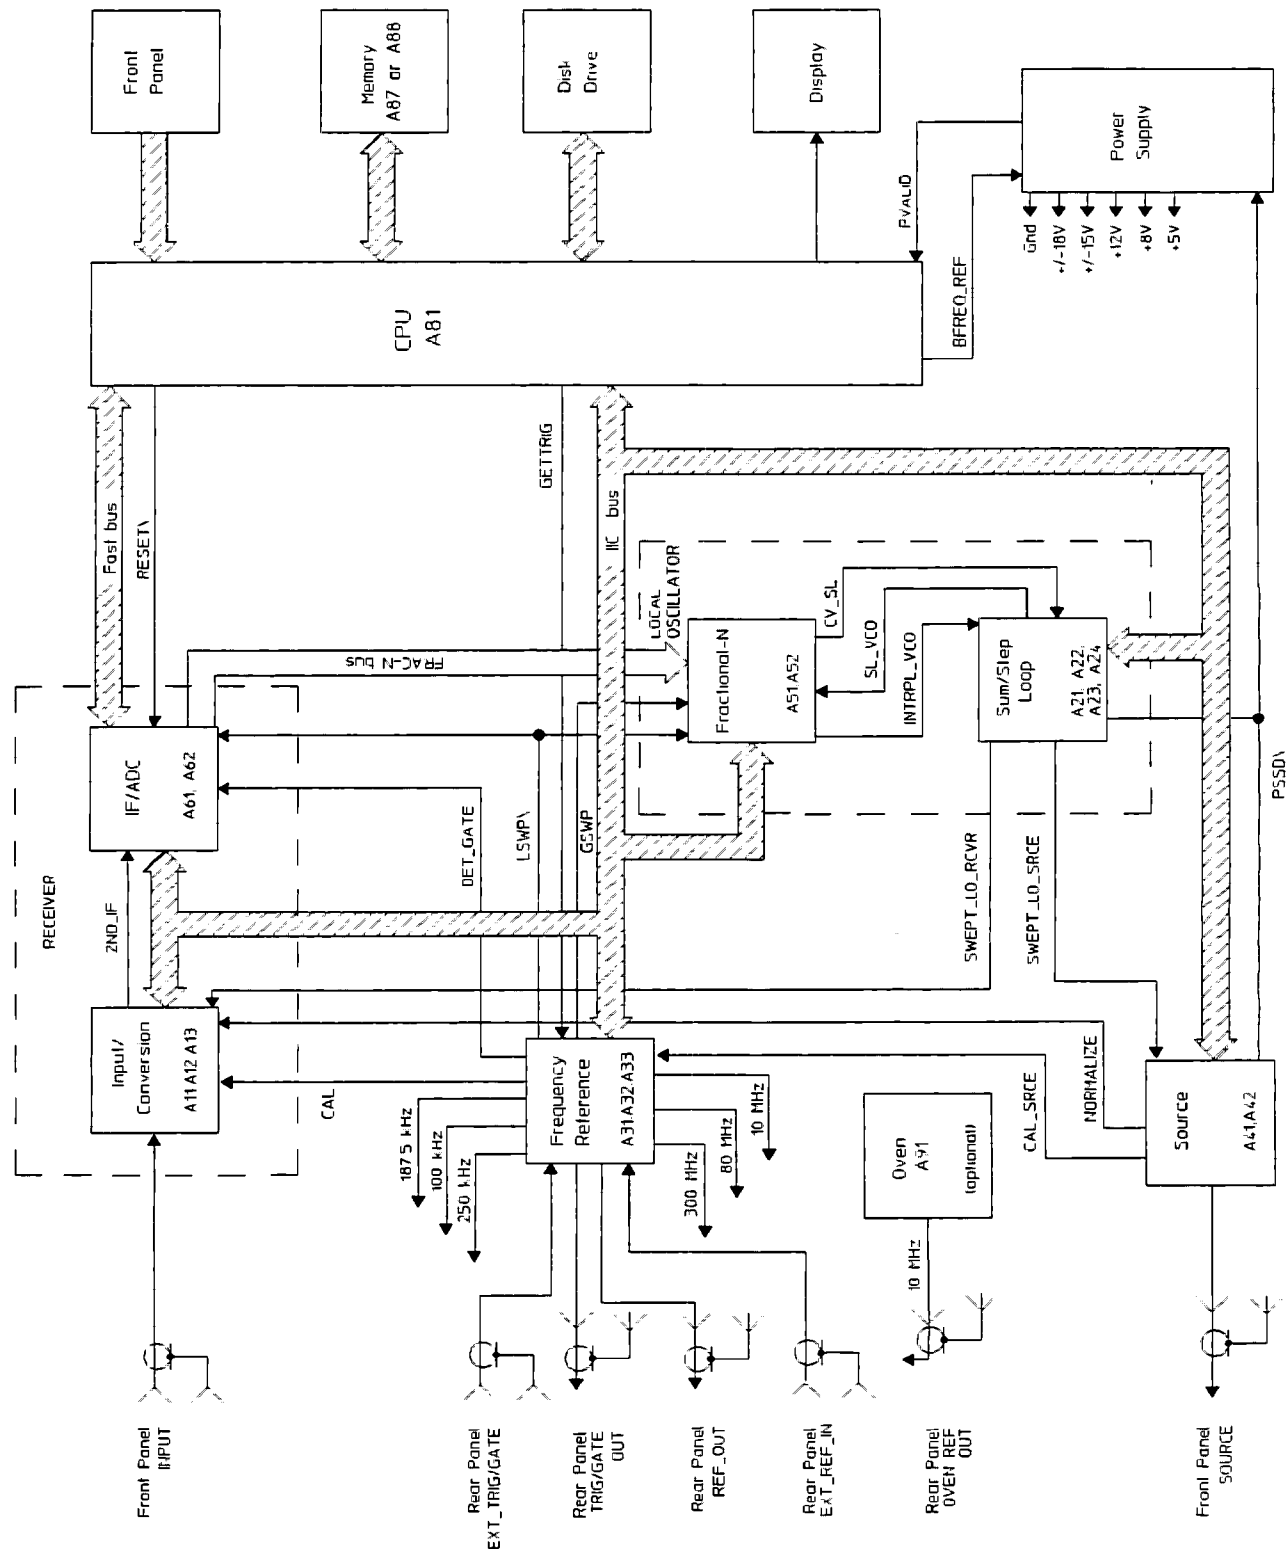 Front
Panel
Memory
A87 or A88
Disk
Drive
Display
Power
Supply
PVALID
BFREQ_REF
Gnd
+/-18V
+/-15V
+12V
+8V
+5V
CPU
A81
Fast bus
RESET\
GETTRIG
IIC bus
FRAC-N bus
LOCAL
OSCILLATOR
Fractional-N
A51,A52
CV_SL
SL_VCO
INTRPL_VCO
Sum/Step
Loop
A21, A22,
A23, A24
PSSD\
RECEIVER
IF/ADC
A61, A62
2ND_IF
DET_GATE
LSWP\
GSWP
SWEPT_LO_RCVR
SWEPT_LO_SRCE
Input/
Conversion
A11,A12,A13
CAL
Frequency
Reference
A31,A32,A33
187.5 kHz
100 kHz
250 kHz
300 MHz
80 MHz
10 MHz
CAL_SRCE
NORMALIZE
Oven
A91
(optional)
10 MHz
Source
A41,A42
Front Panel
INPUT
Rear Panel
EXT_TRIG/GATE
Rear Panel
TRIG/GATE
OUT
Rear Panel
REF_OUT
Rear Panel
EXT_REF_IN
Rear Panel
OVEN REF
OUT
Front Panel
SOURCE